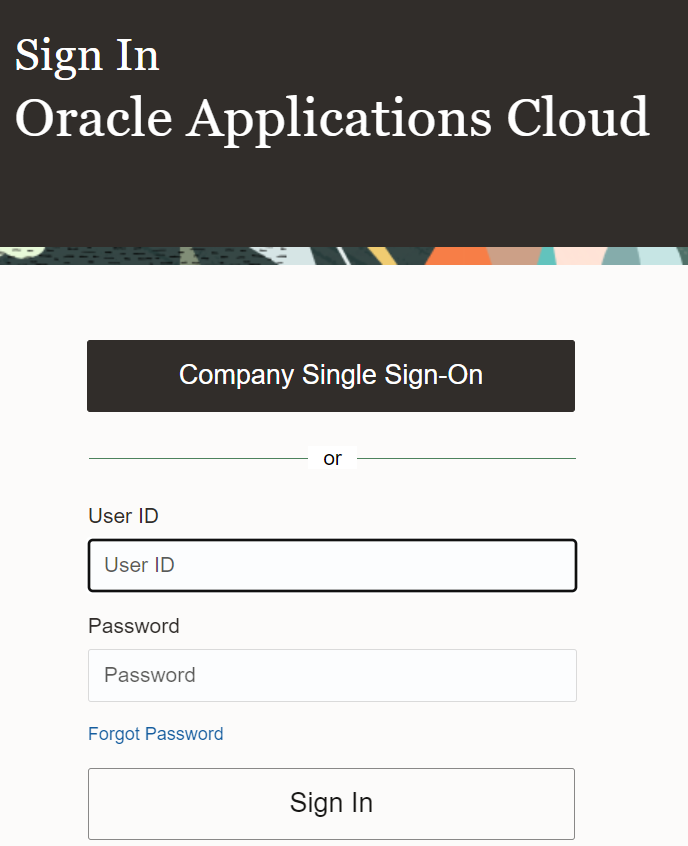 Sign In
Oracle Applications Cloud
Company Single Sign-On
or
User ID
User ID
Password
Password
Forgot Password
Sign In